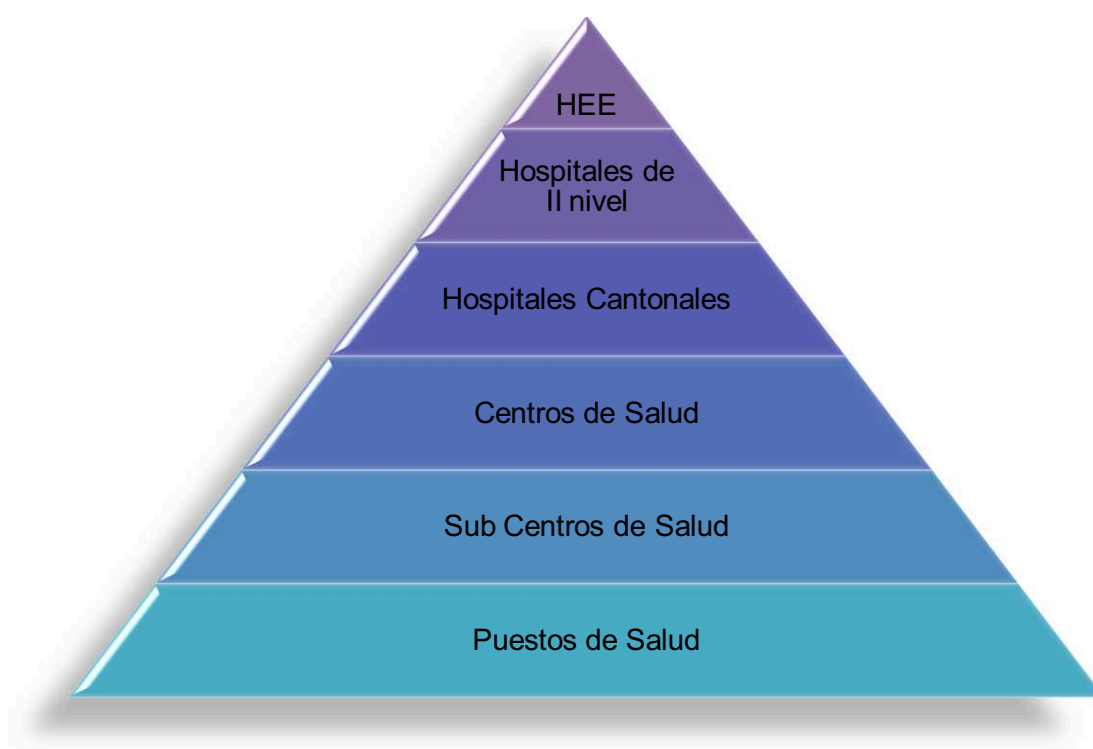 HEE
Hospitales de
II nivel
Hospitales Cantonales
Centros de Salud
Sub Centros de Salud
Puestos de Salud